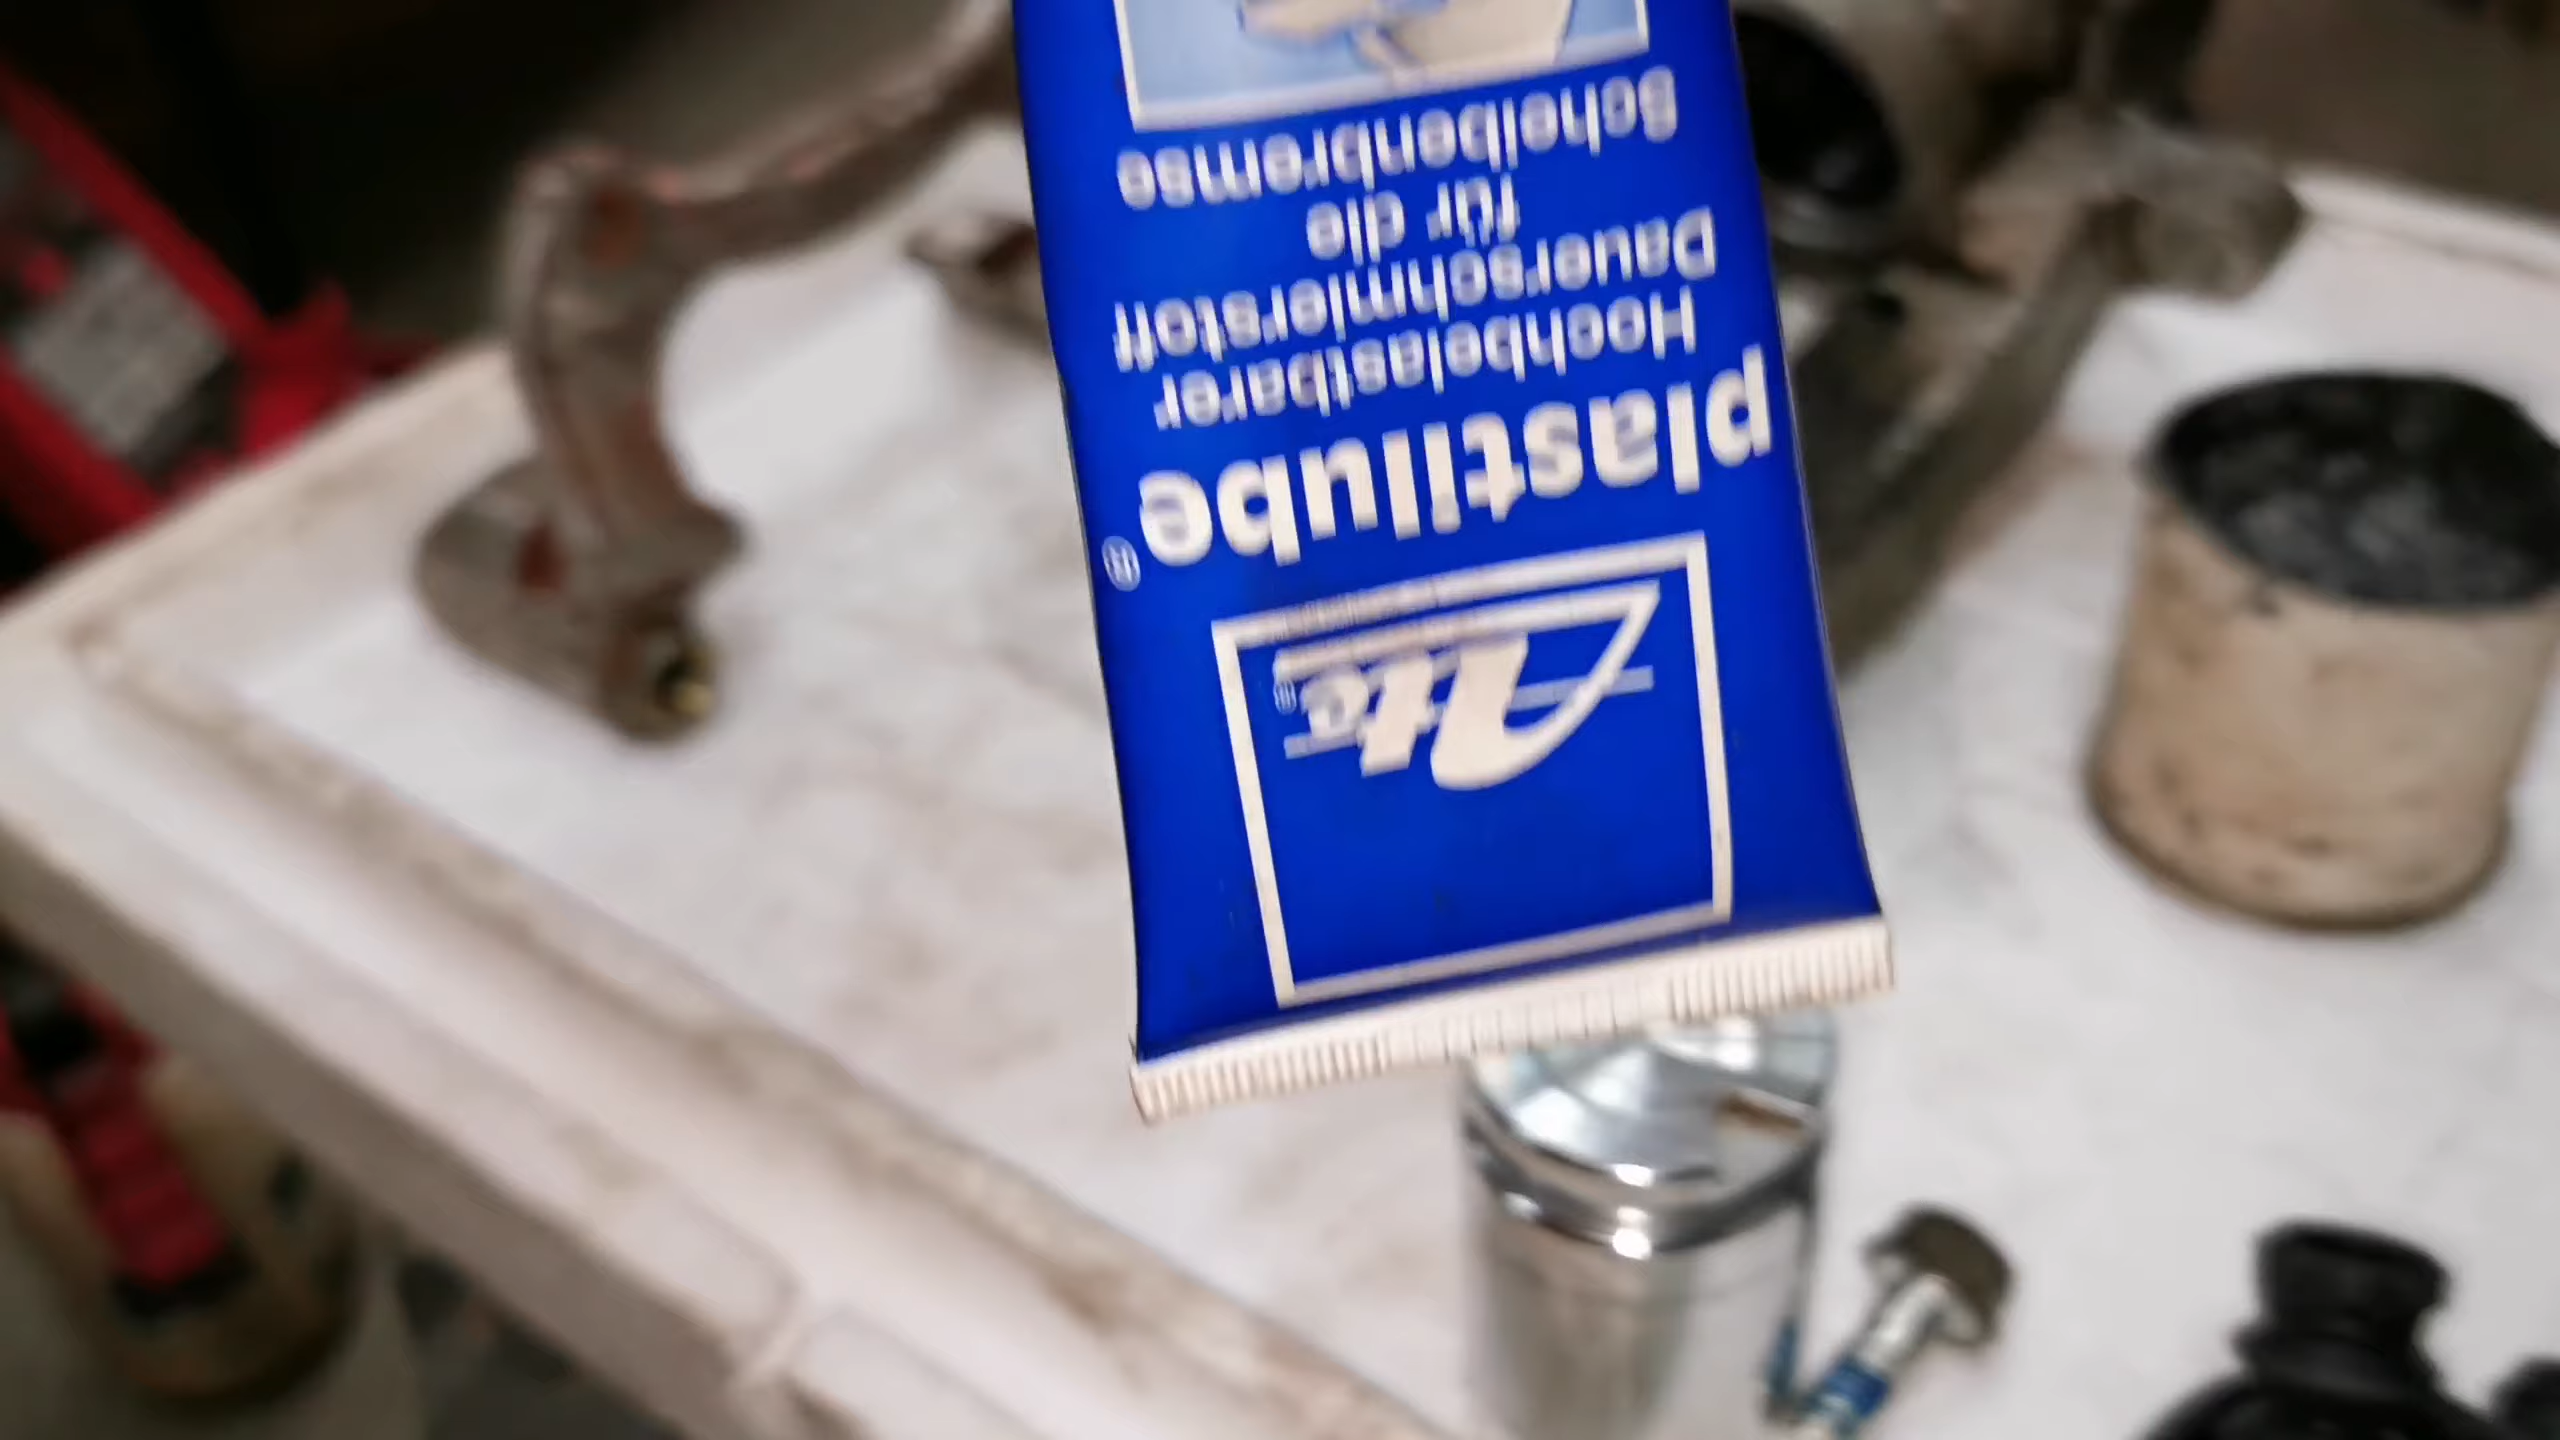 Ate®
plastilube®
Hochbelastbarer
Dauerschmierstoff
für die
Scheibenbremse